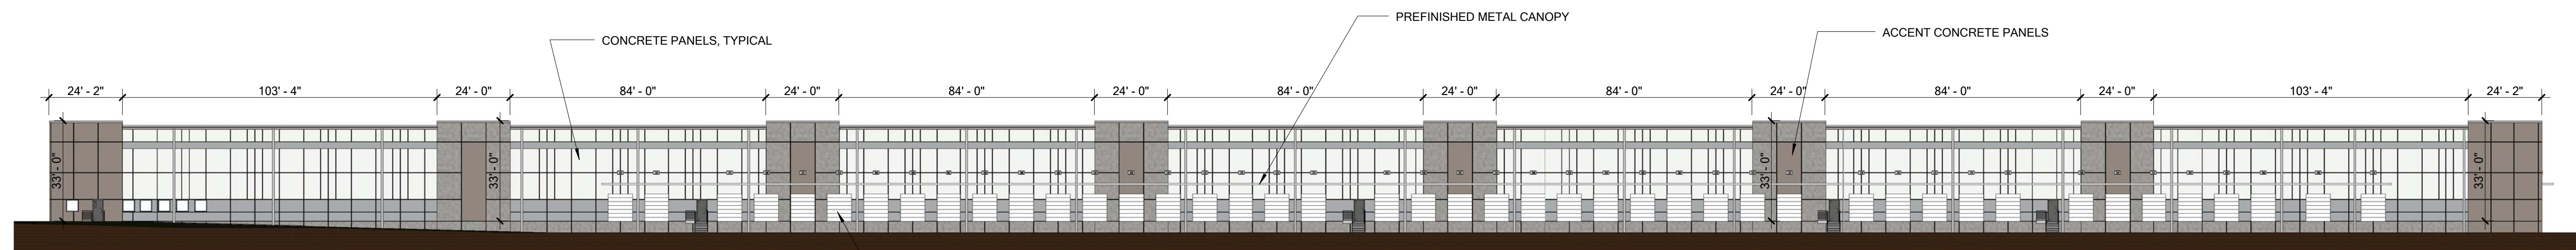 PREFINISHED METAL CANOPY
ACCENT CONCRETE PANELS
CONCRETE PANELS, TYPICAL
24' - 2"
103' - 4"
24' - 0"
84' - 0"
24' - 0"
84' - 0"
24' - 0"
84' - 0"
24' - 0"
84' - 0"
24' - 0"
84' - 0"
24' - 0"
103' - 4"
24' - 2"
33' - 0"
33' - 0"
33' - 0"
33' - 0"